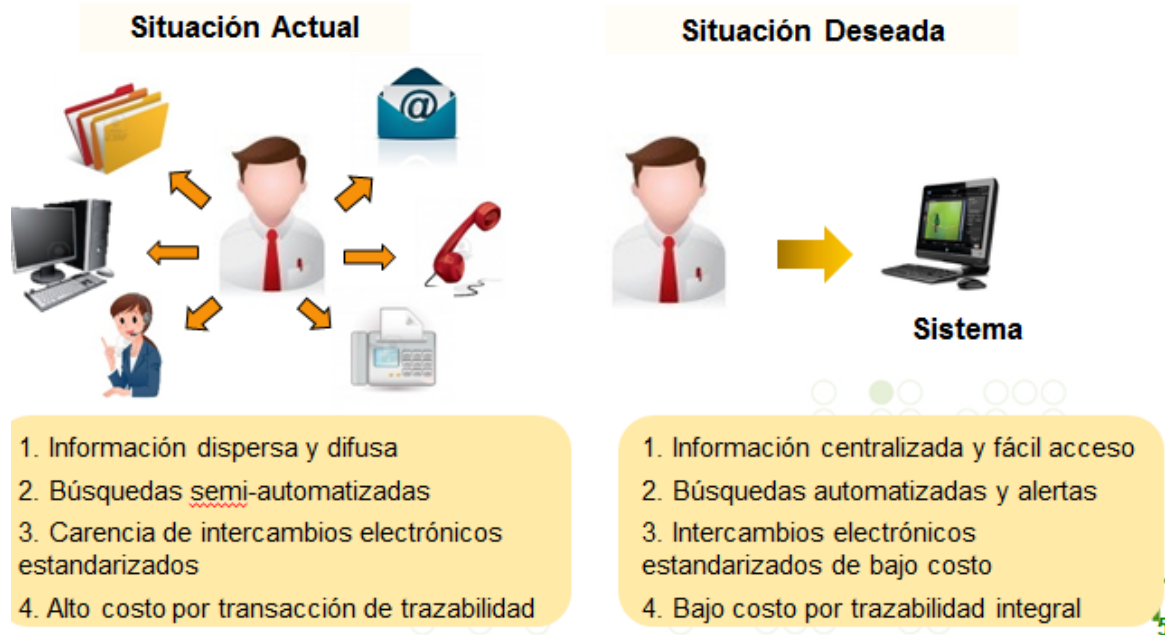 Situación Actual
Situación Deseada
@
Sistema
1. Información dispersa y difusa
2. Búsquedas semi-automatizadas
3. Carencia de intercambios electrónicos
estandarizados
4. Alto costo por transacción de trazabilidad
1. Información centralizada y fácil acceso
2. Búsquedas automatizadas y alertas
3. Intercambios electrónicos
estandarizados de bajo costo
4. Bajo costo por trazabilidad integral